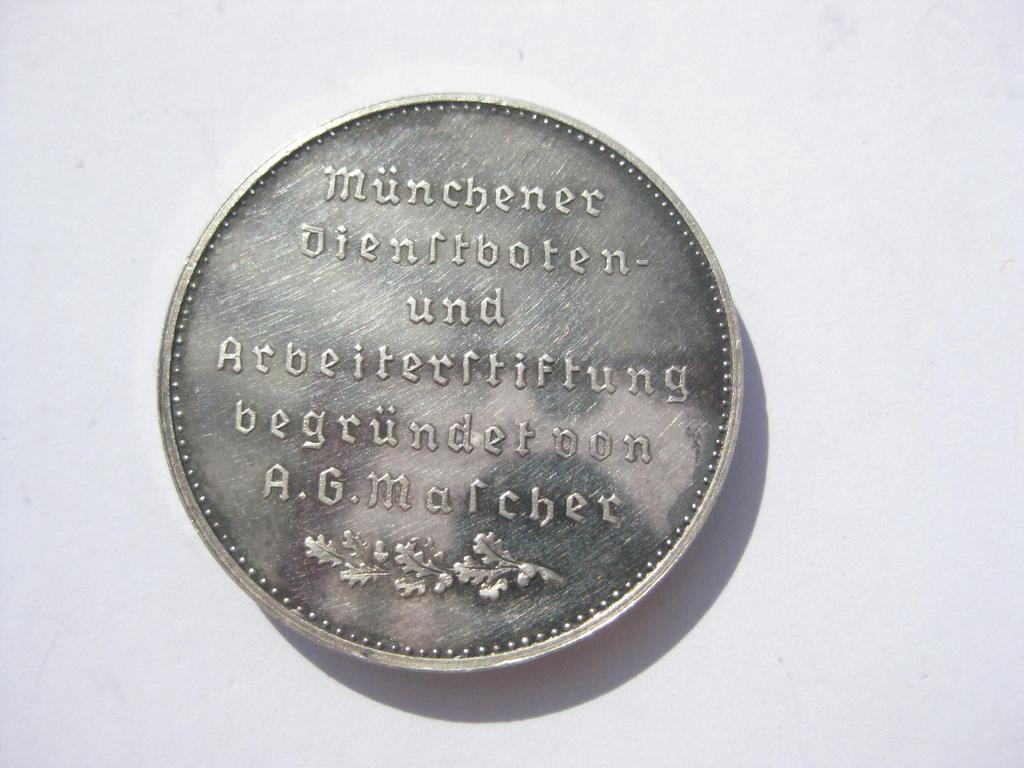 Münchener
Dienſtboten-
und
Arbeiterſtiftung
begründet von
A.G.Maſcher